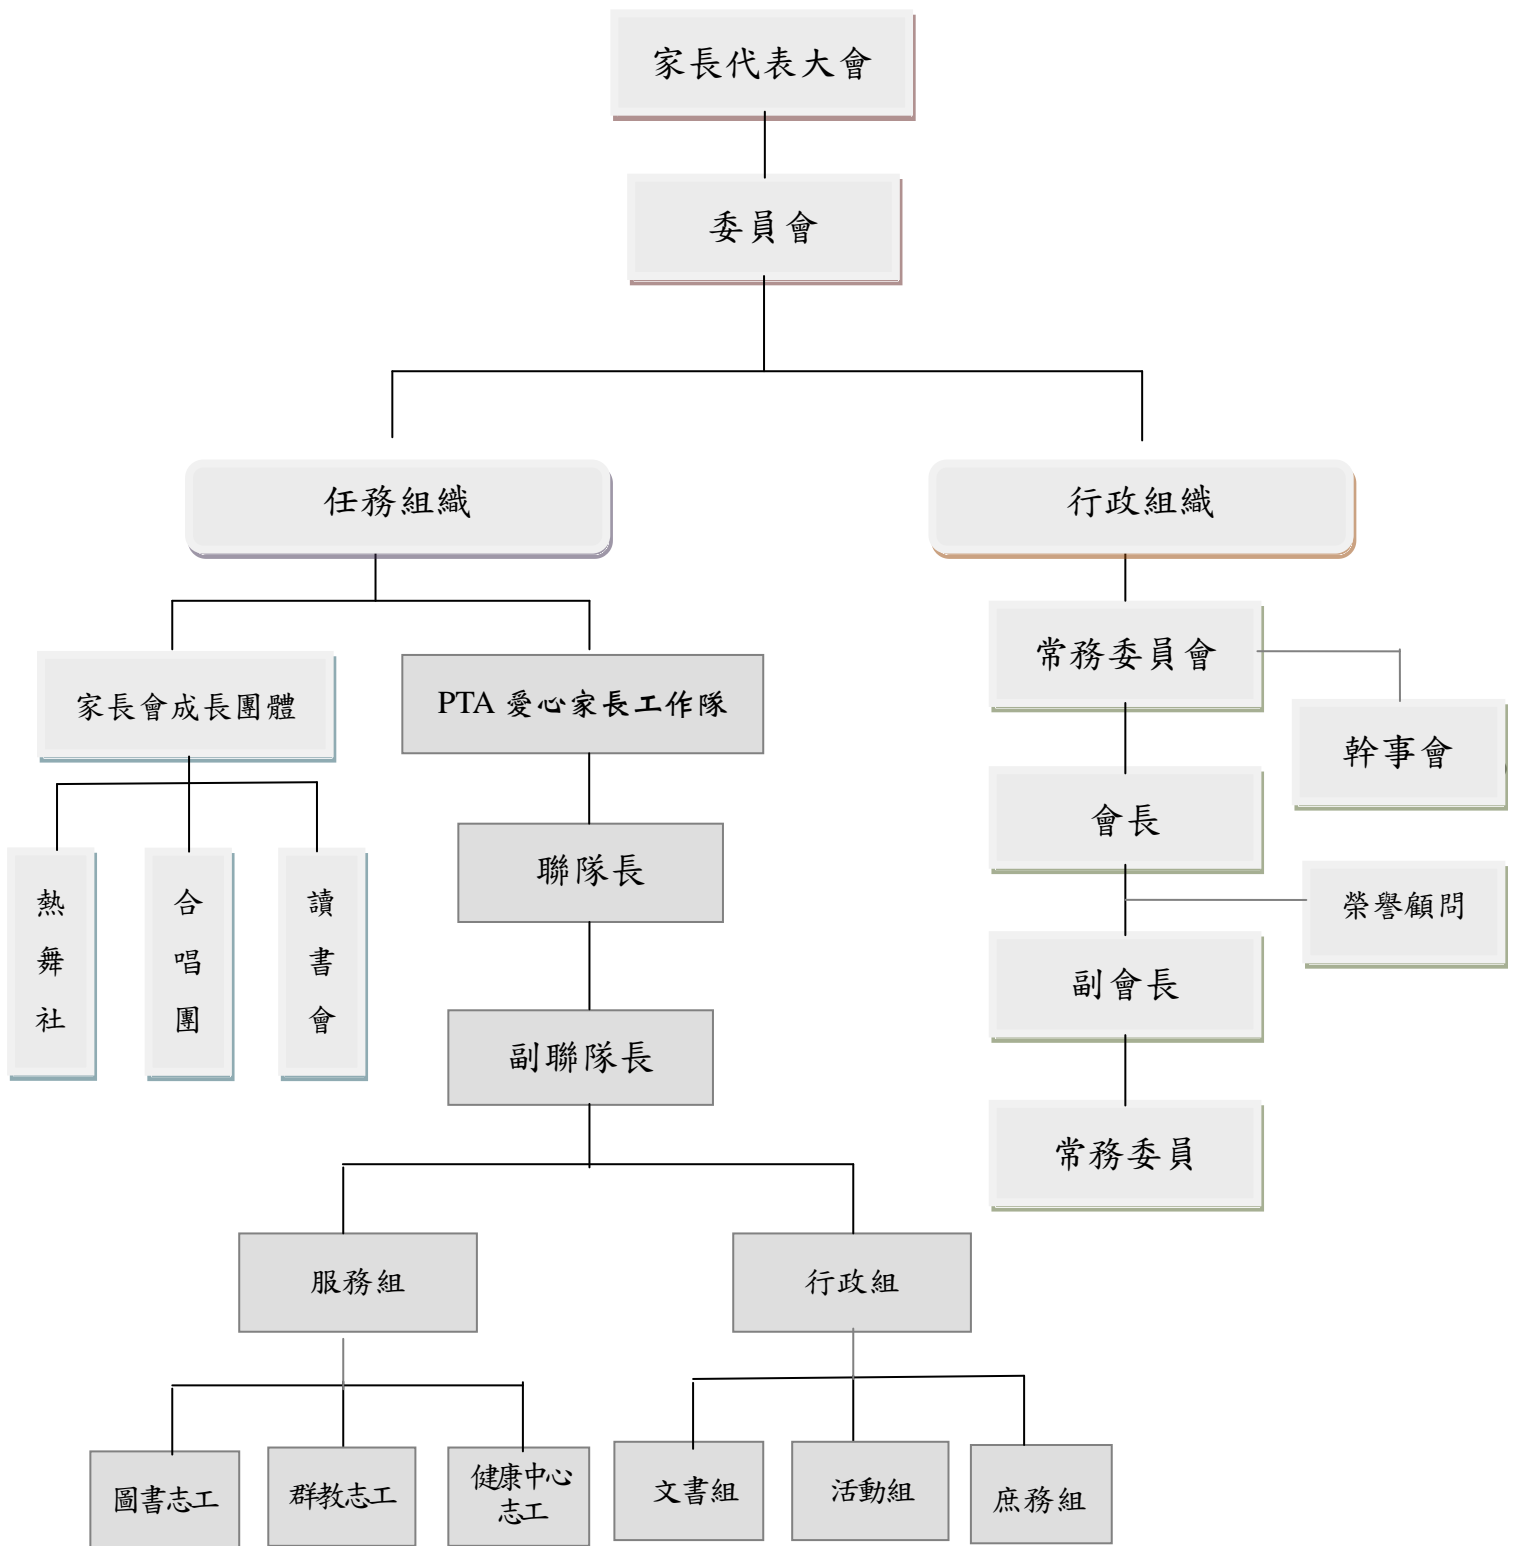 家長代表大會
委員會
任務組織
行政組織
家長會成長團體
PTA 愛心家長工作隊
常務委員會
幹事會
會長
榮譽顧問
副會長
常務委員
熱舞社
合唱團
讀書會
聯隊長
副聯隊長
服務組
行政組
圖書志工
群教志工
健康中心
志工
文書組
活動組
庶務組